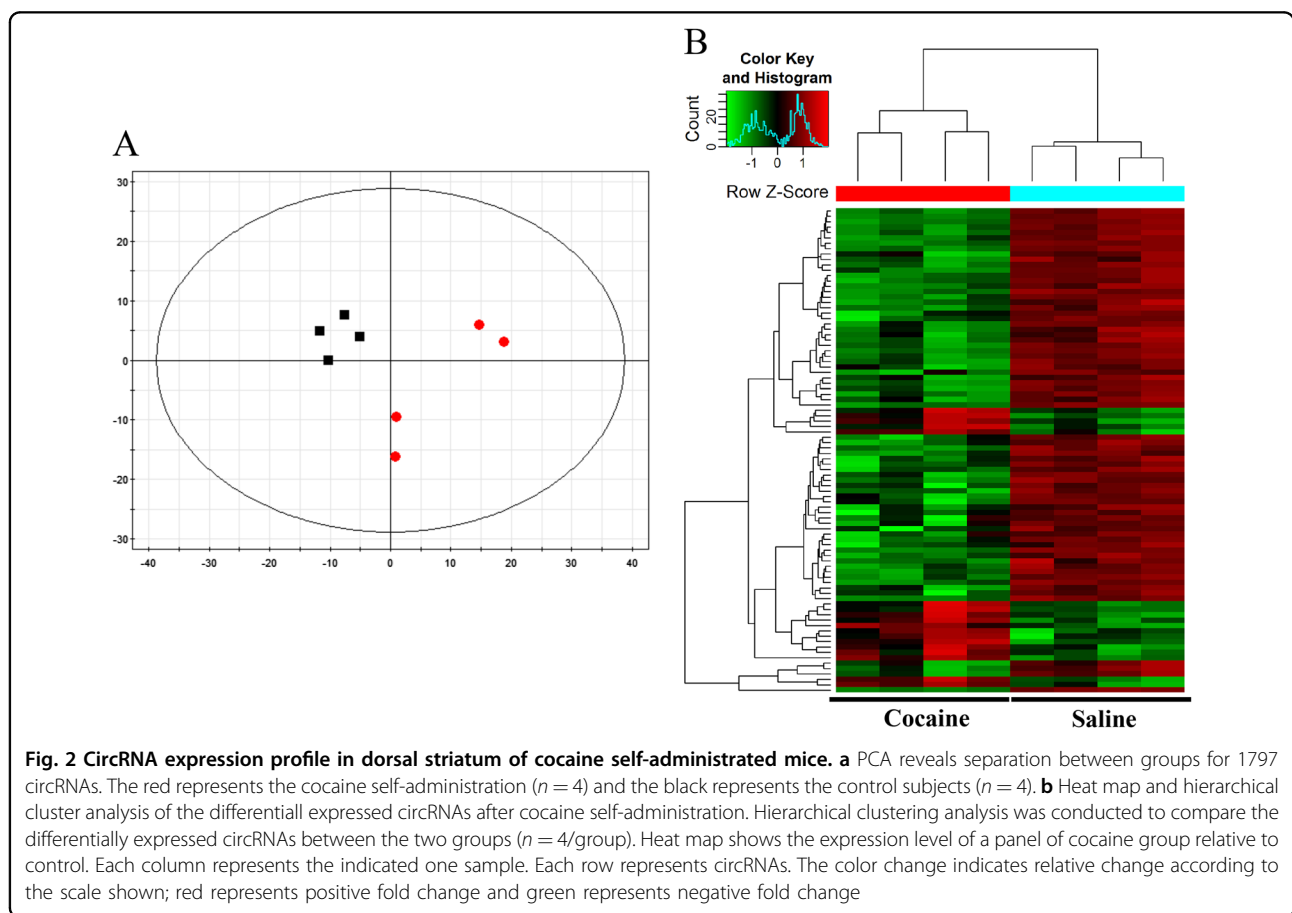 A
30
20
10
0
-10
-20
-30
-40 -30 -20 -10 0 10 20 30 40
B
Color Key
and Histogram
Count
0 20
-1 0 1
Row Z-Score
Cocaine Saline
Fig. 2 CircRNA expression profile in dorsal striatum of cocaine self-administrated mice. a PCA reveals separation between groups for 1797
circRNAs. The red represents the cocaine self-administration (n = 4) and the black represents the control subjects (n = 4). b Heat map and hierarchical
cluster analysis of the differentiall expressed circRNAs after cocaine self-administration. Hierarchical clustering analysis was conducted to compare the
differentially expressed circRNAs between the two groups (n = 4/group). Heat map shows the expression level of a panel of cocaine group relative to
control. Each column represents the indicated one sample. Each row represents circRNAs. The color change indicates relative change according to
the scale shown; red represents positive fold change and green represents negative fold change